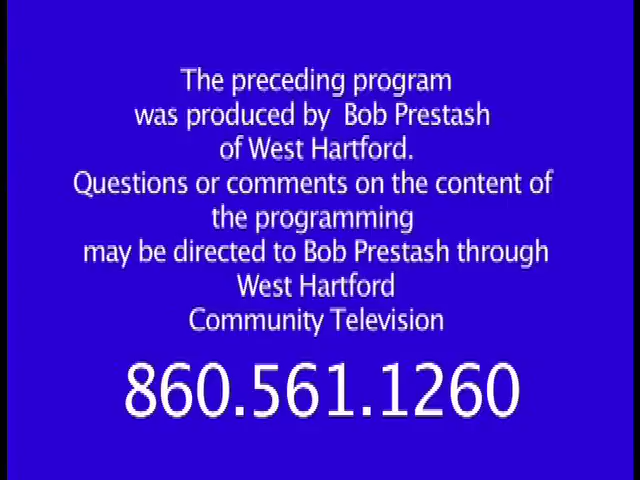 The preceding program
was produced by  Bob Prestash
of West Hartford.
Questions or comments on the content of
the programming
may be directed to Bob Prestash through
West Hartford
Community Television
860.561.1260